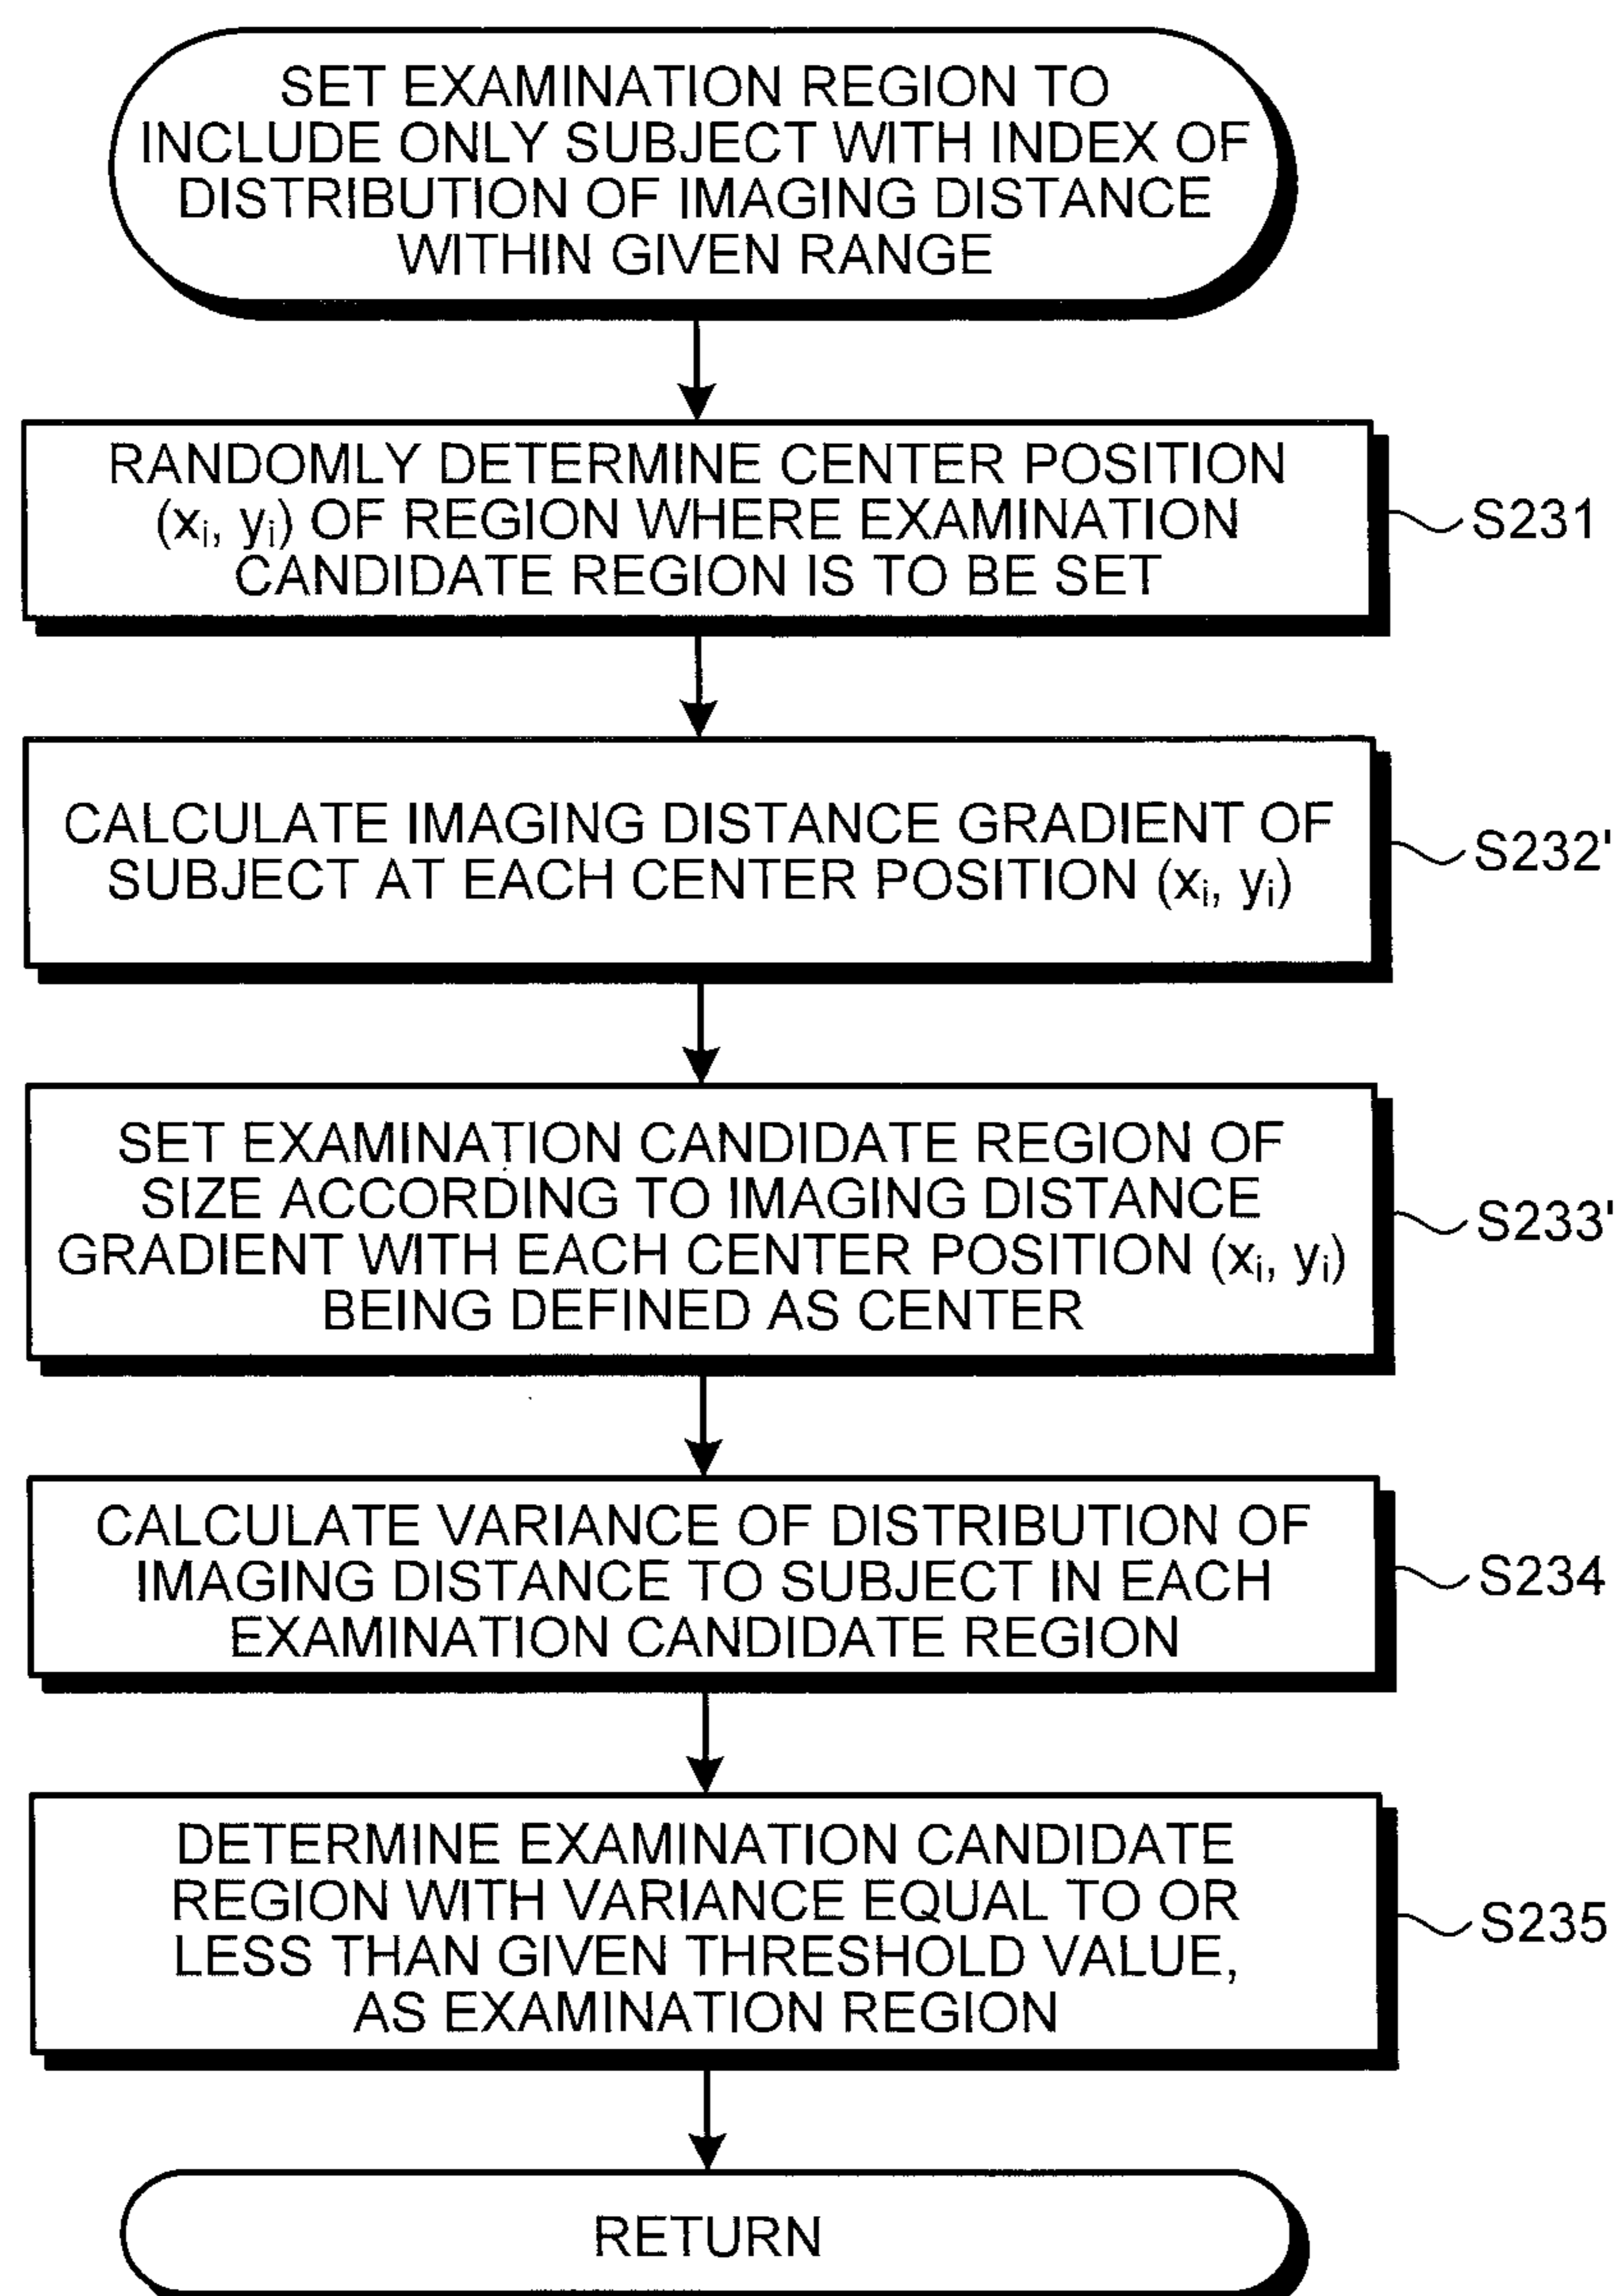 SET EXAMINATION REGION TO
INCLUDE ONLY SUBJECT WITH INDEX OF
DISTRIBUTION OF IMAGING DISTANCE
WITHIN GIVEN RANGE
RANDOMLY DETERMINE CENTER POSITION
(xi, yi) OF REGION WHERE EXAMINATION
CANDIDATE REGION IS TO BE SET
S231
CALCULATE IMAGING DISTANCE GRADIENT OF
SUBJECT AT EACH CENTER POSITION (xi, yi)
S232'
SET EXAMINATION CANDIDATE REGION OF
SIZE ACCORDING TO IMAGING DISTANCE
GRADIENT WITH EACH CENTER POSITION (xi, yi)
BEING DEFINED AS CENTER
S233'
CALCULATE VARIANCE OF DISTRIBUTION OF
IMAGING DISTANCE TO SUBJECT IN EACH
EXAMINATION CANDIDATE REGION
S234
DETERMINE EXAMINATION CANDIDATE
REGION WITH VARIANCE EQUAL TO OR
LESS THAN GIVEN THRESHOLD VALUE,
AS EXAMINATION REGION
S235
RETURN